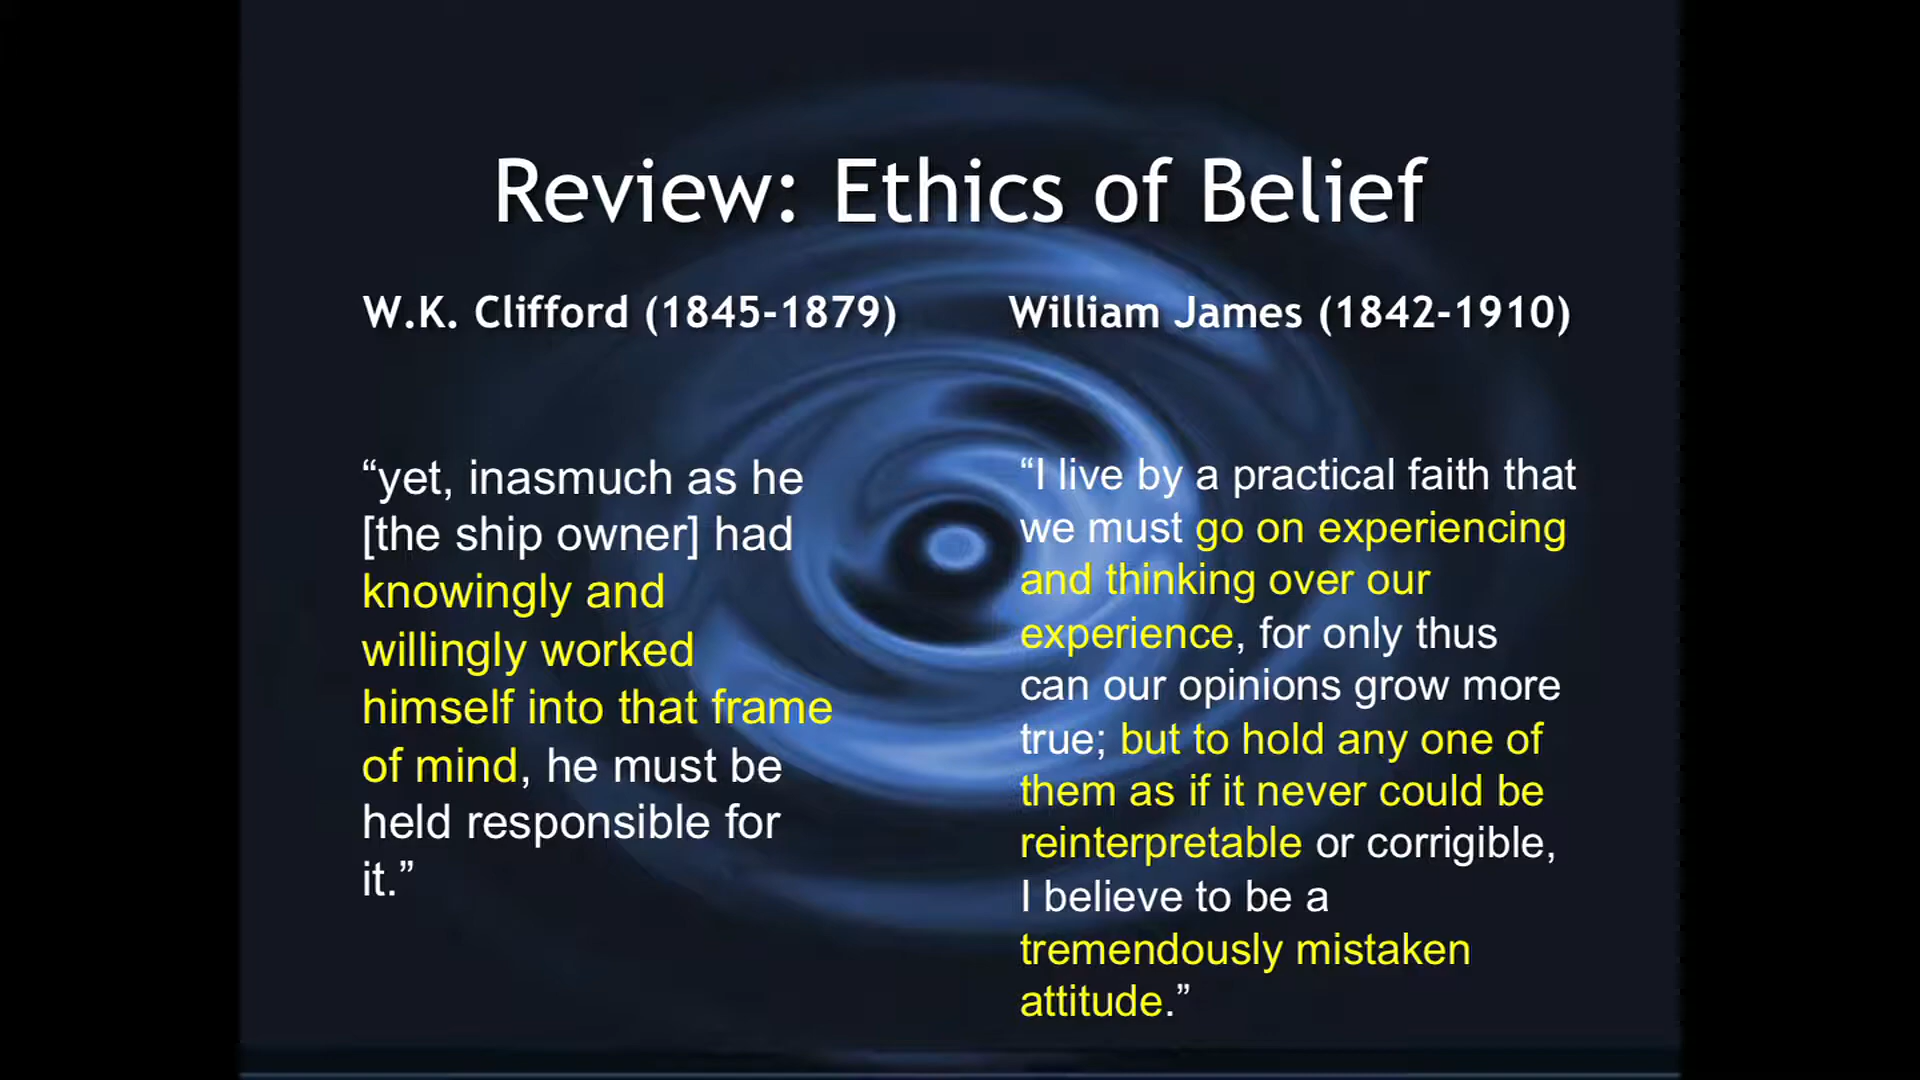 Review: Ethics of Belief
W.K. Clifford (1845-1879)
“yet, inasmuch as he
[the ship owner] had
knowingly and
willingly worked
himself into that frame
of mind, he must be
held responsible for
it.”
William James (1842-1910)
“I live by a practical faith that
we must go on experiencing
and thinking over our
experience, for only thus
can our opinions grow more
true; but to hold any one of
them as if it never could be
reinterpretable or corrigible,
I believe to be a
tremendously mistaken
attitude.”